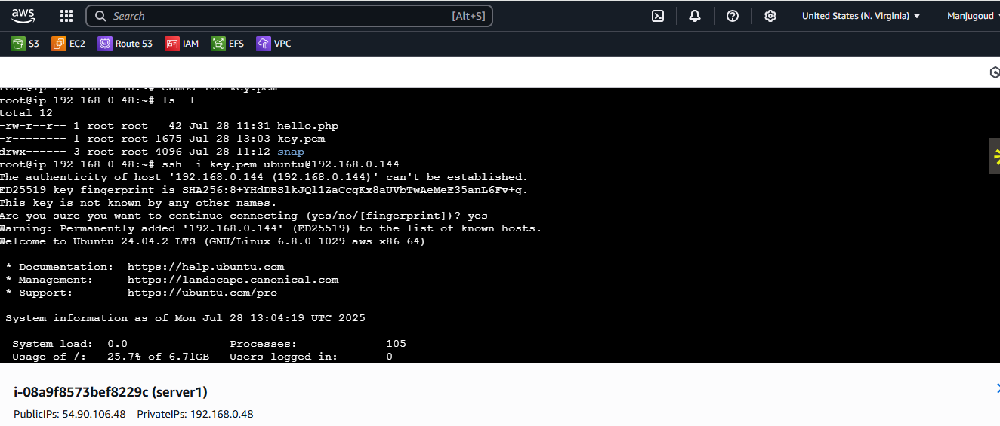 aws
Search [Alt+S] United States (N. Virginia) Manjugoud
S3 EC2 Route 53 IAM EFS VPC
root@ip-192-168-0-48:~# chmod 400 key.pem
root@ip-192-168-0-48:~# ls -l
total 12
-rw-r--r-- 1 root root   42 Jul 28 11:31 hello.php
-r-------- 1 root root 1675 Jul 28 13:03 key.pem
drwx------ 3 root root 4096 Jul 28 11:12 snap
root@ip-192-168-0-48:~# ssh -i key.pem ubuntu@192.168.0.144
The authenticity of host '192.168.0.144 (192.168.0.144)' can't be established.
ED25519 key fingerprint is SHA256:8+YHdDBSlkJQl1ZaCcgKx8aUVbTwAeMeE35anL6Fv+g.
This key is not known by any other names.
Are you sure you want to continue connecting (yes/no/[fingerprint])? yes
Warning: Permanently added '192.168.0.144' (ED25519) to the list of known hosts.
Welcome to Ubuntu 24.04.2 LTS (GNU/Linux 6.8.0-1029-aws x86_64)
* Documentation:  https://help.ubuntu.com
* Management:     https://landscape.canonical.com
* Support:        https://ubuntu.com/pro
System information as of Mon Jul 28 13:04:19 UTC 2025
System load:  0.0               Processes:             105
Usage of /:   25.7% of 6.71GB   Users logged in:       0
i-08a9f8573bef8229c (server1)
PublicIPs: 54.90.106.48 PrivateIPs: 192.168.0.48